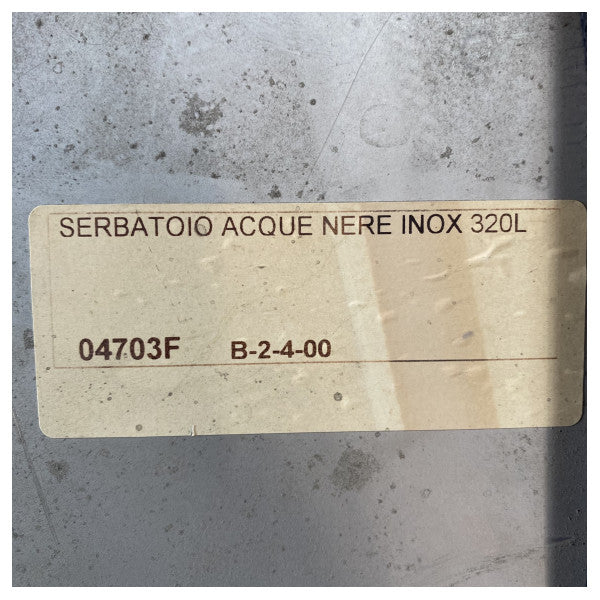 SERBATOIO ACQUE NERE INOX 320L
04703F B-2-4-00